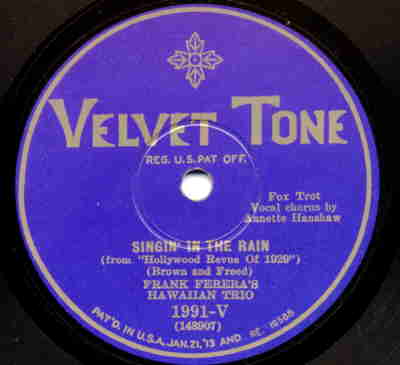 VELVET TONE
REG. U.S. PAT OFF.
Fox Trot
Vocal chorus by
Annette Hanshaw
SINGIN' IN THE RAIN
(from "Hollywood Revue Of 1929")
(Brown and Freed)
FRANK FERERA'S
HAWAIIAN TRIO
1991-V
(148907)
PAT'D. IN U.S.A. JAN. 21, '13 AND RE. 16588